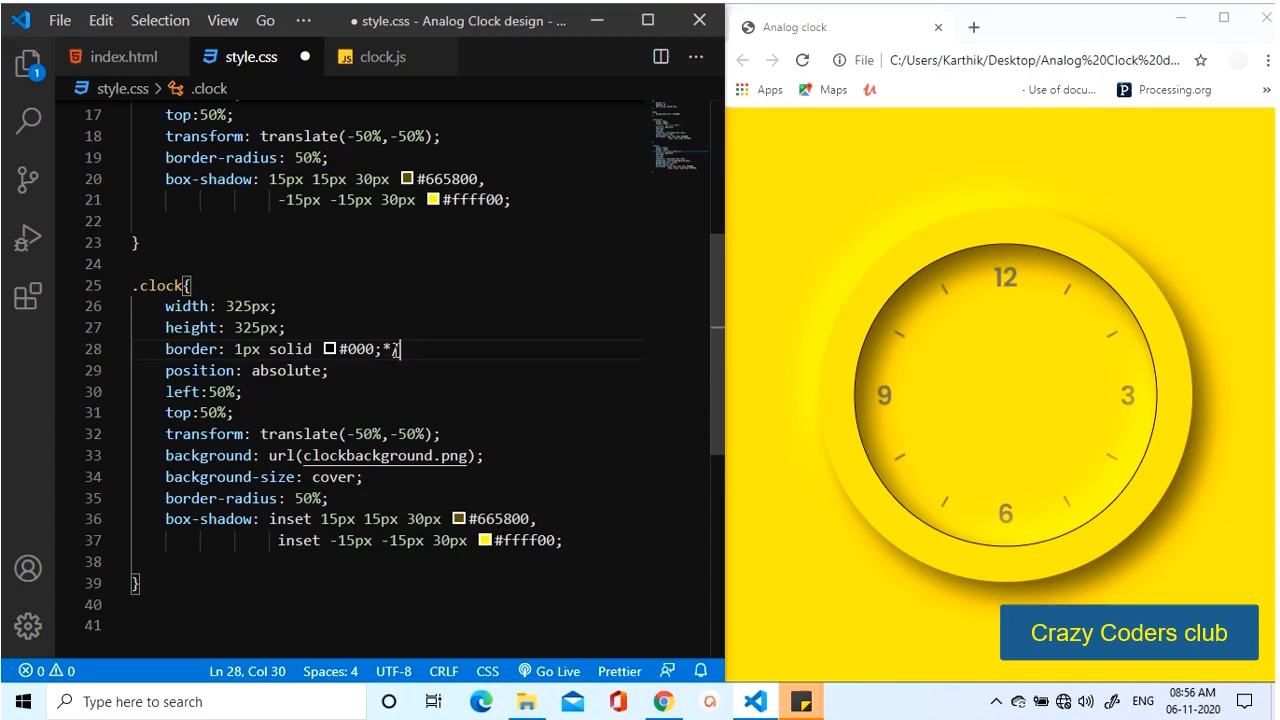 File Edit Selection View Go ··· ● style.css - Analog Clock design - ...
index.html style.css ● clock.js ···
style.css > .clock
17 top:50%;
18 transform: translate(-50%,-50%);
19 border-radius: 50%;
20 box-shadow: 15px 15px 30px #665800,
21 -15px -15px 30px #ffff00;
22
23 }
24
25 .clock{
26 width: 325px;
27 height: 325px;
28 border: 1px solid #000;*/
29 position: absolute;
30 left:50%;
31 top:50%;
32 transform: translate(-50%,-50%);
33 background: url(clockbackground.png);
34 background-size: cover;
35 border-radius: 50%;
36 box-shadow: inset 15px 15px 30px #665800,
37 inset -15px -15px 30px #ffff00;
38
39 }
40
41
1
0 0 Ln 28, Col 30 Spaces: 4 UTF-8 CRLF CSS Go Live Prettier
Analog clock
File C:/Users/Karthik/Desktop/Analog%20Clock%20d...
Apps Maps - Use of docu... Processing.org »
12
9 3
6
Crazy Coders club
Type here to search
ENG 08:56 AM
06-11-2020